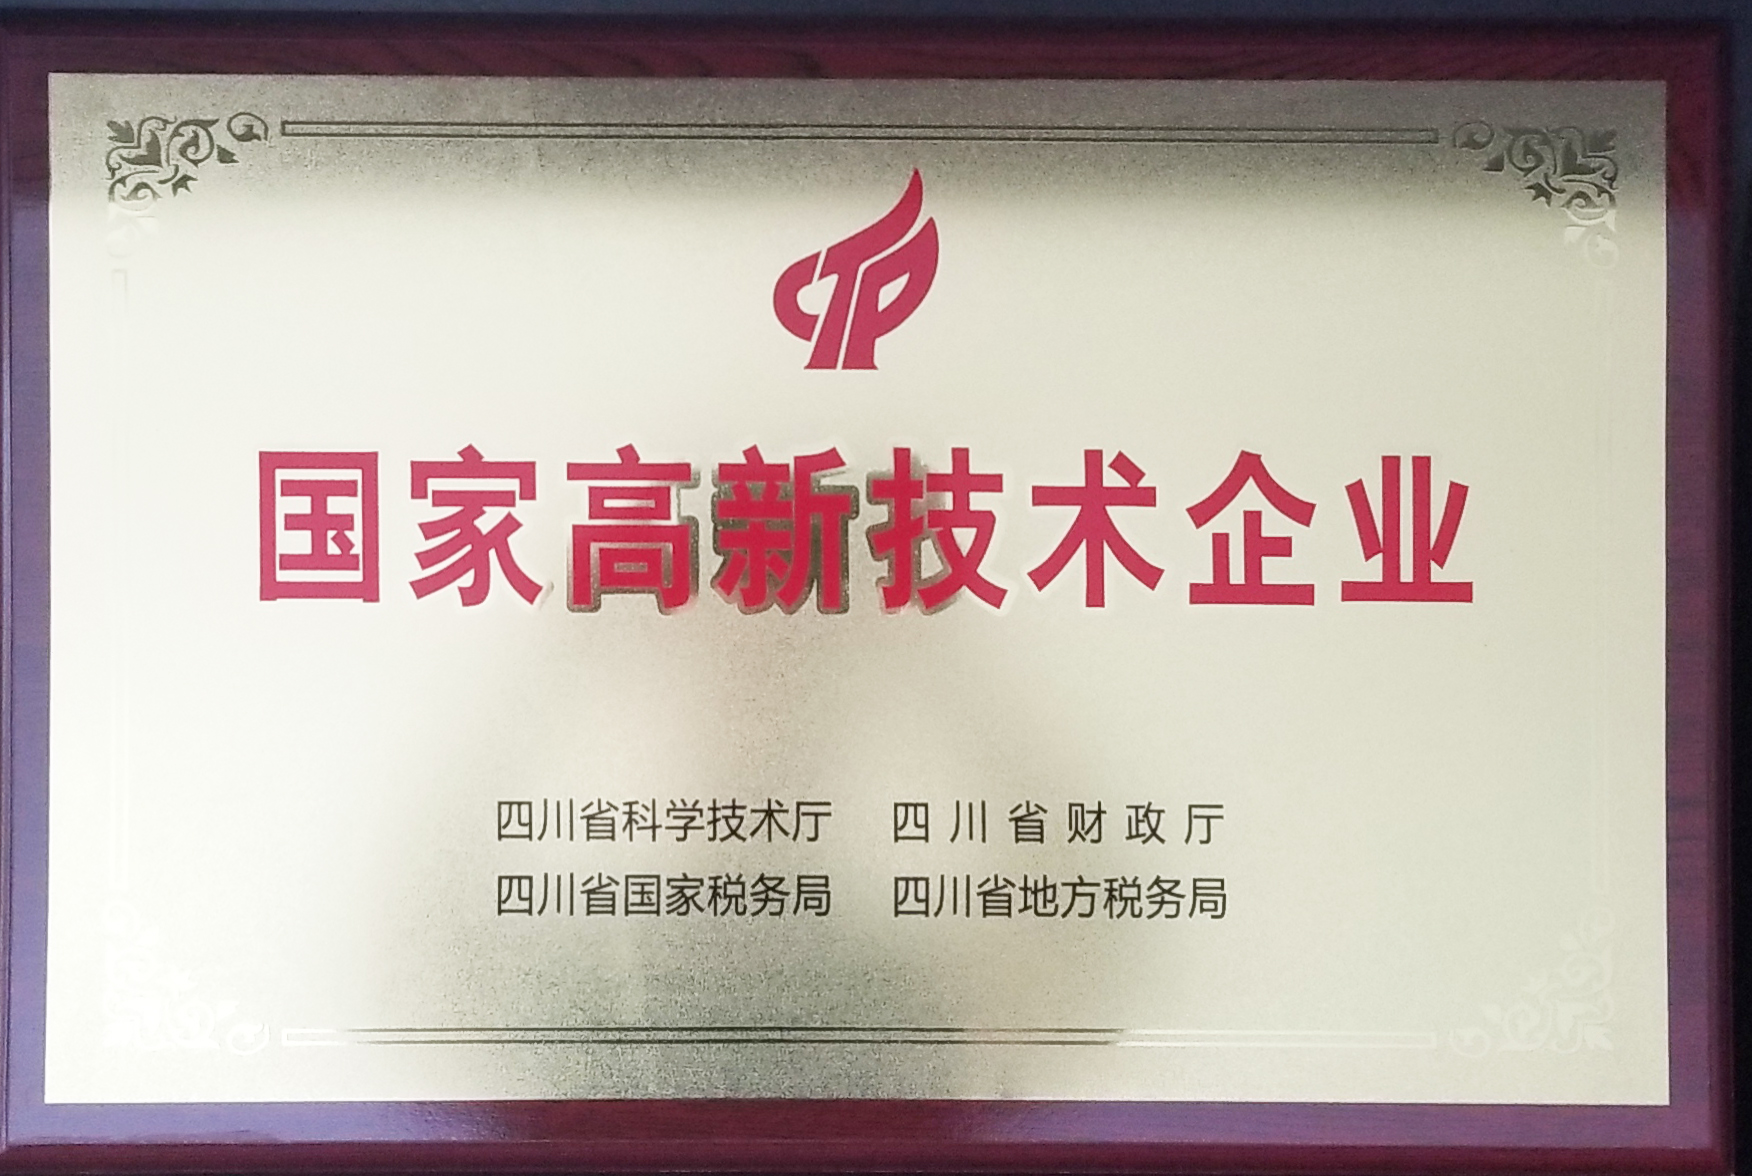 CTP
国家高新技术企业
四川省科学技术厅 四川省财政厅
四川省国家税务局 四川省地方税务局